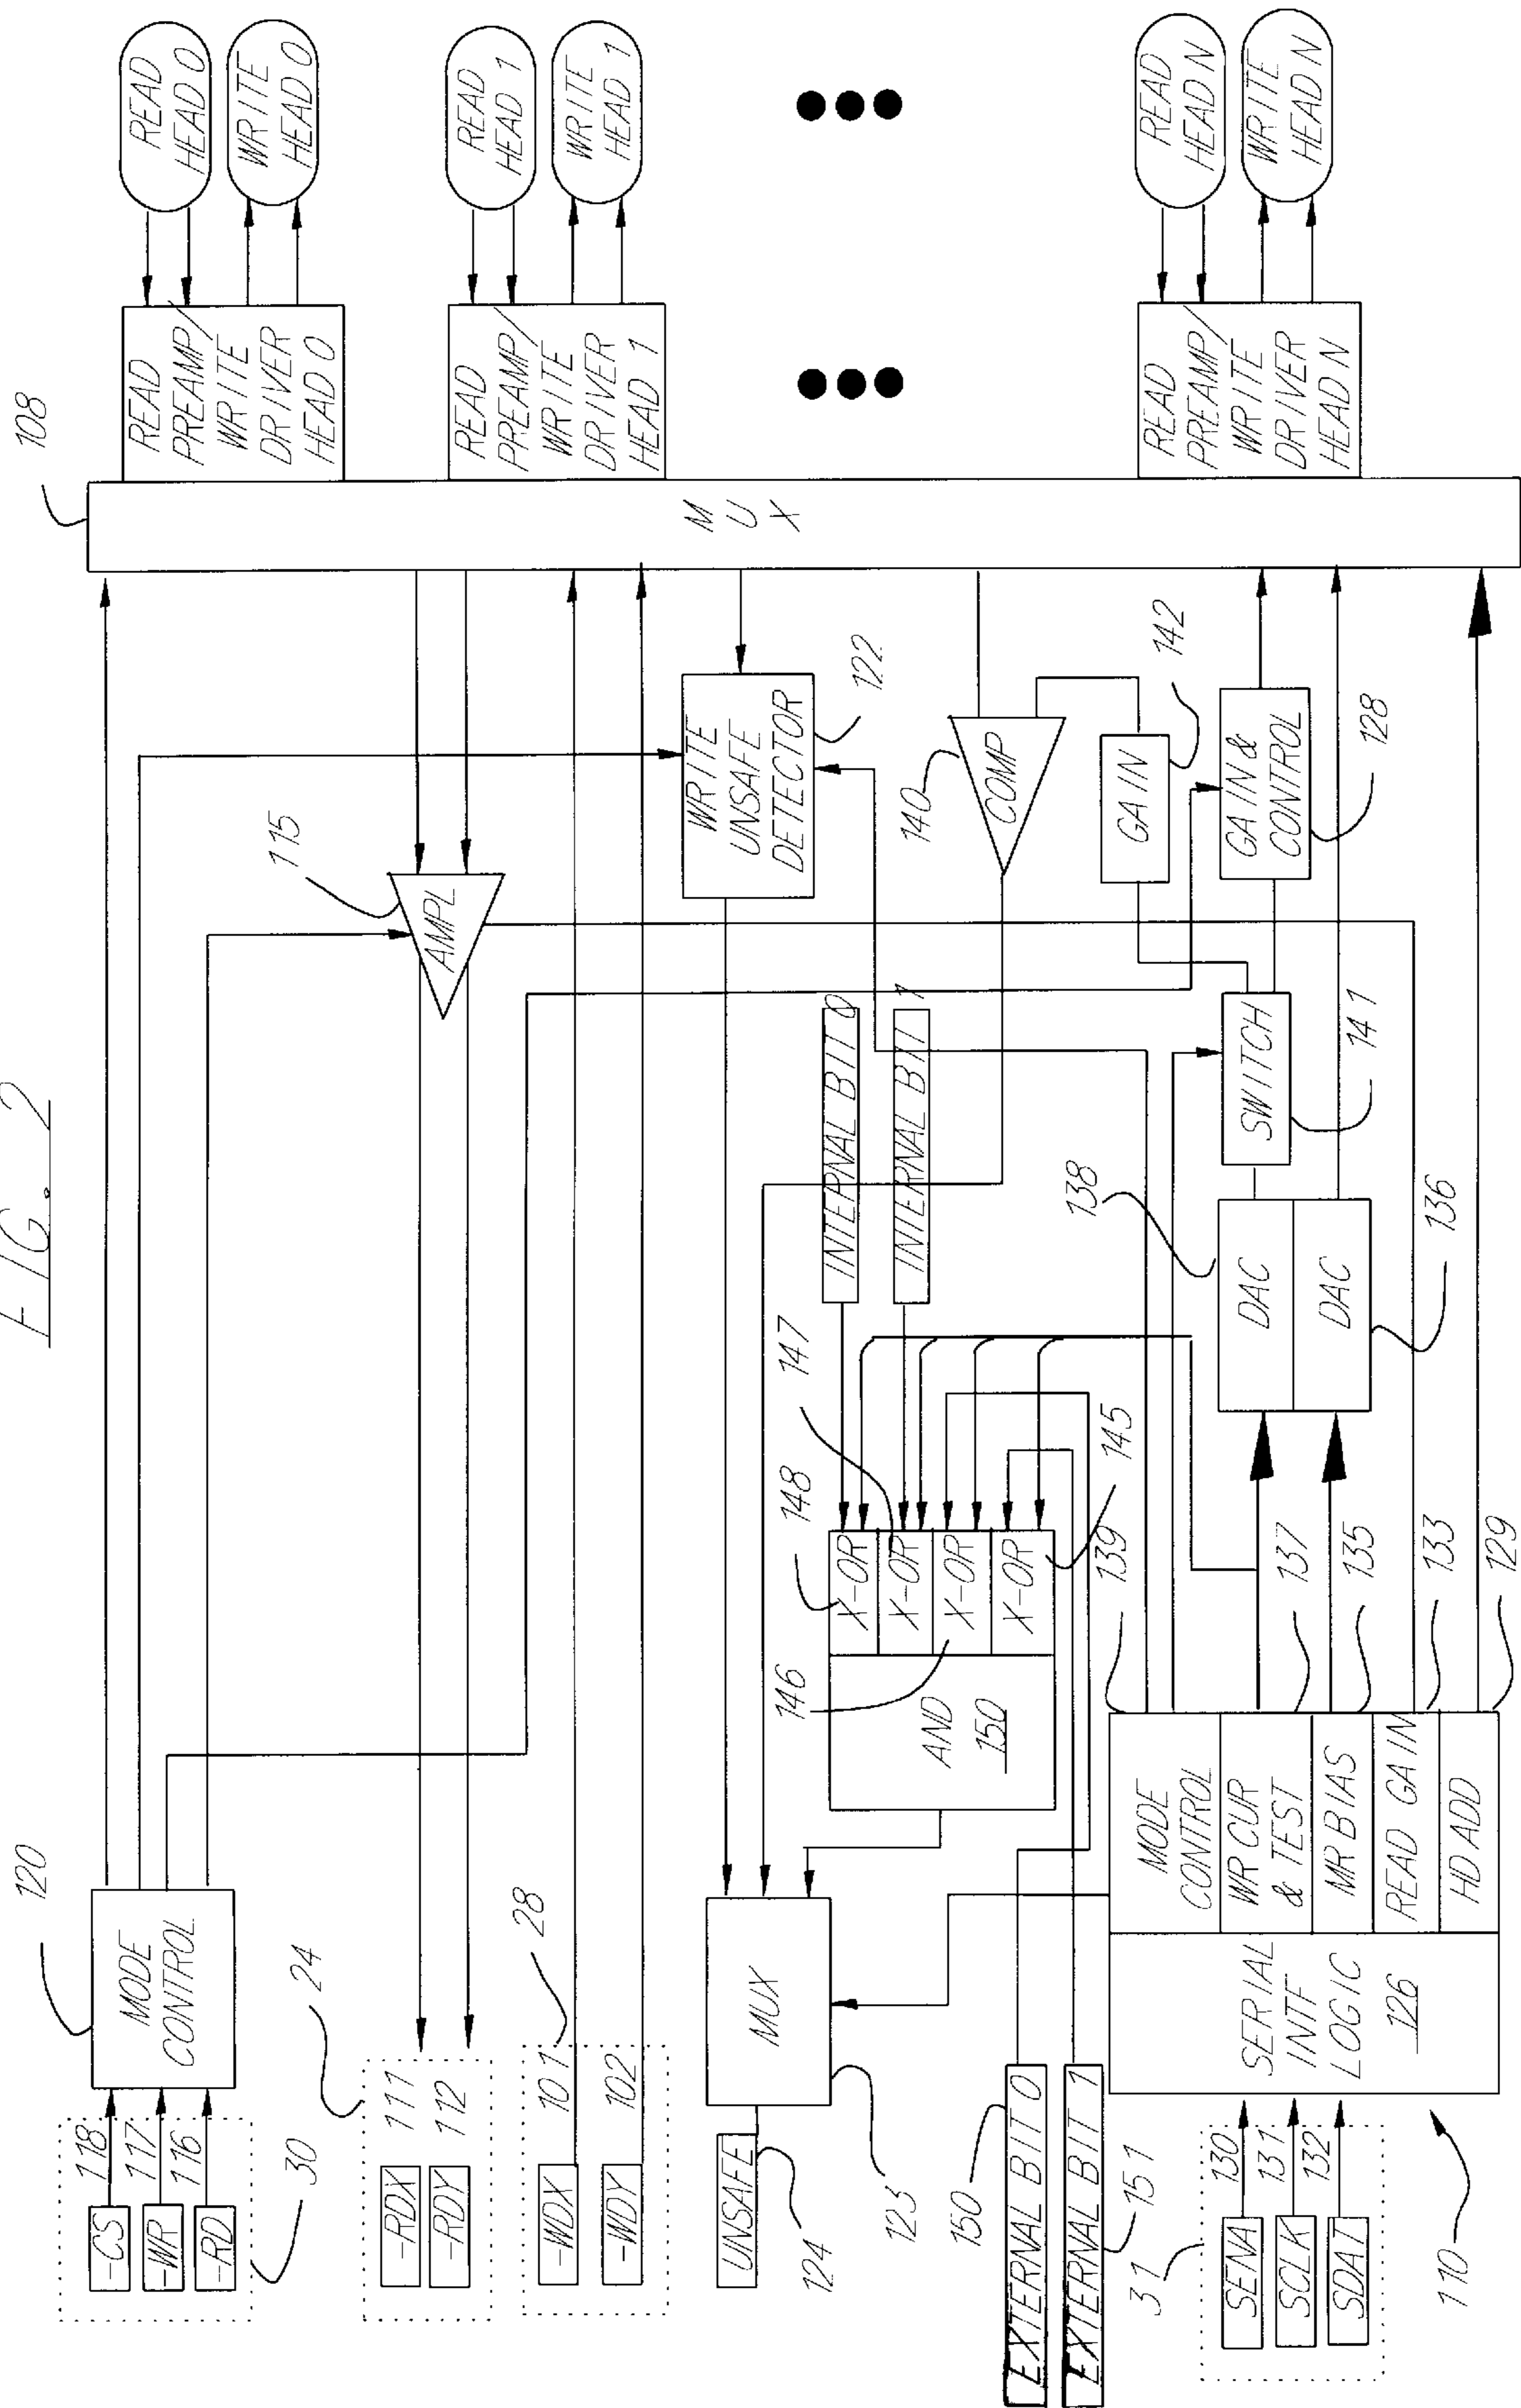 FIG. 2
108
READ
PREAMP/
WRITE
DRIVER
HEAD 0
READ
HEAD 0
WRITE
HEAD 0
READ
PREAMP/
WRITE
DRIVER
HEAD 1
READ
HEAD 1
WRITE
HEAD 1
READ
PREAMP/
WRITE
DRIVER
HEAD N
READ
HEAD N
WRITE
HEAD N
MUX
-CS
118
-WR
117
-RD
116
30
120
MODE
CONTROL
24
-RDX
111
-RDY
112
115
AMPL
28
-WDX
101
-WDY
102
WRITE
UNSAFE
DETECTOR
122
UNSAFE
124
MUX
123
140
COMP
GAIN
142
INTERNAL BIT 0
INTERNAL BIT 1
148
147
X-OR
X-OR
X-OR
X-OR
146
145
AND
150
150
EXTERNAL BIT 0
EXTERNAL BIT 1
151
GAIN &
CONTROL
128
SWITCH
141
138
DAC
DAC
136
31
SENA
130
SCLK
131
SDAT
132
110
SERIAL
INTF
LOGIC
126
MODE
CONTROL
139
WR CUR
& TEST
137
MR BIAS
135
READ GAIN
133
HD ADD
129